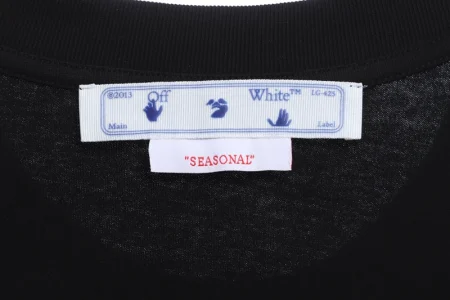 ©2013 Off White™ LG-425
Main Label
"SEASONAL"